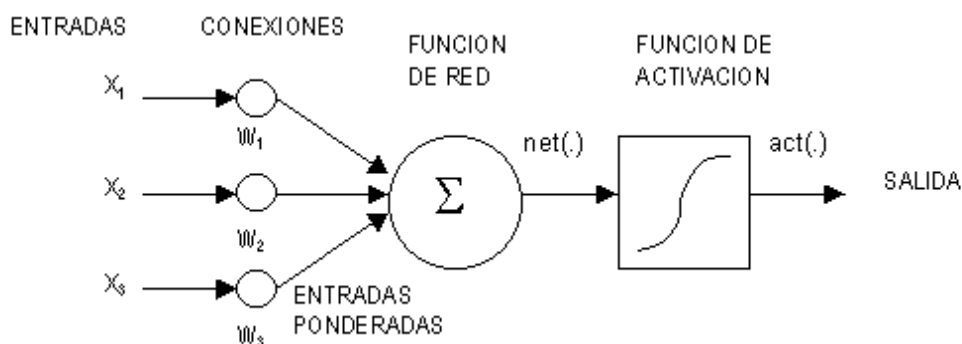 ENTRADAS
CONEXIONES
FUNCION
DE RED
FUNCION DE
ACTIVACION
X₁
W₁
net(.)
act(.)
X₂
W₂
Σ
SALIDA
X₃
W₃
ENTRADAS
PONDERADAS